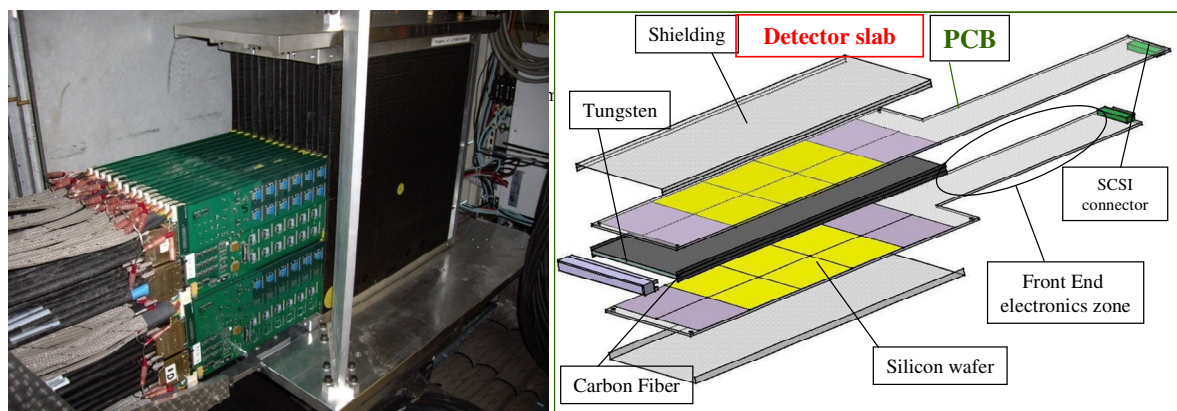 Shielding
Detector slab
PCB
Tungsten
SCSI
connector
Front End
electronics zone
Silicon wafer
Carbon Fiber